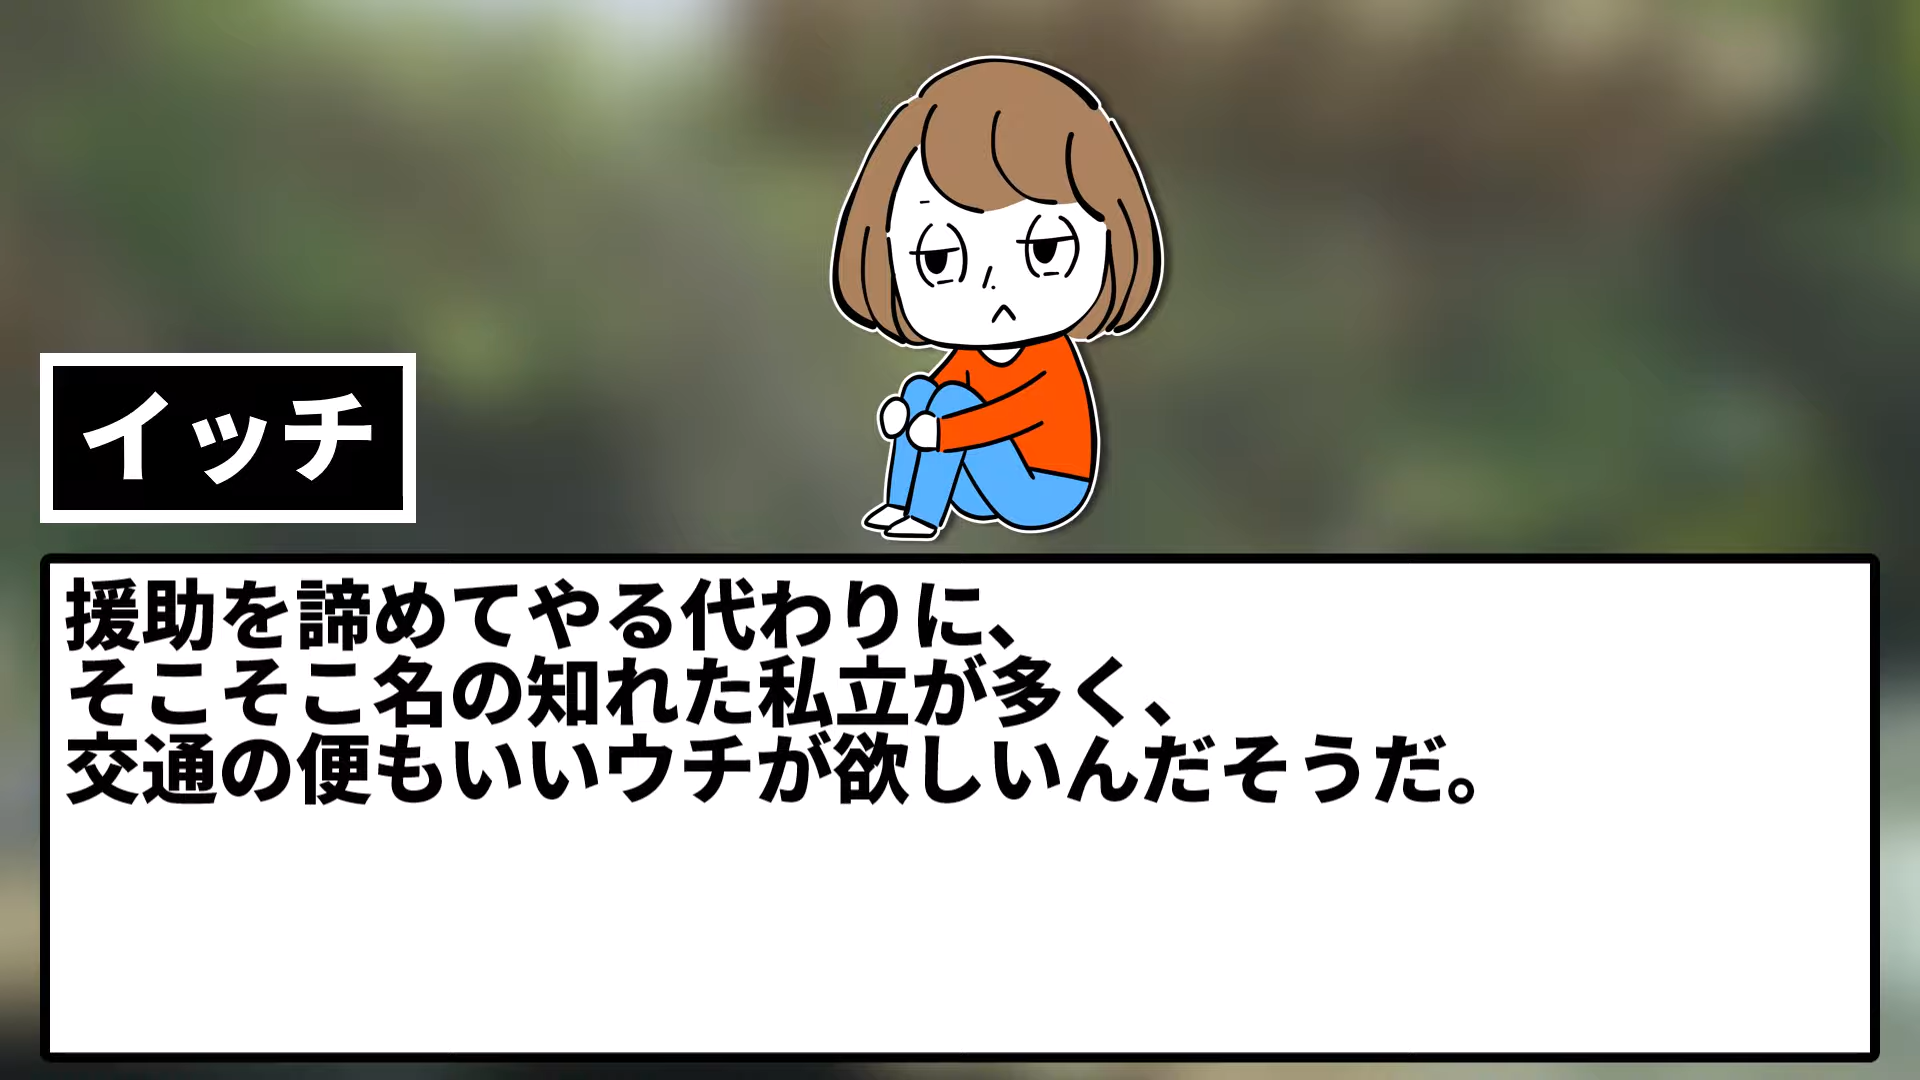 イッチ
援助を諦めてやる代わりに、
そこそこ名の知れた私立が多く、
交通の便もいいウチが欲しいんだそうだ。